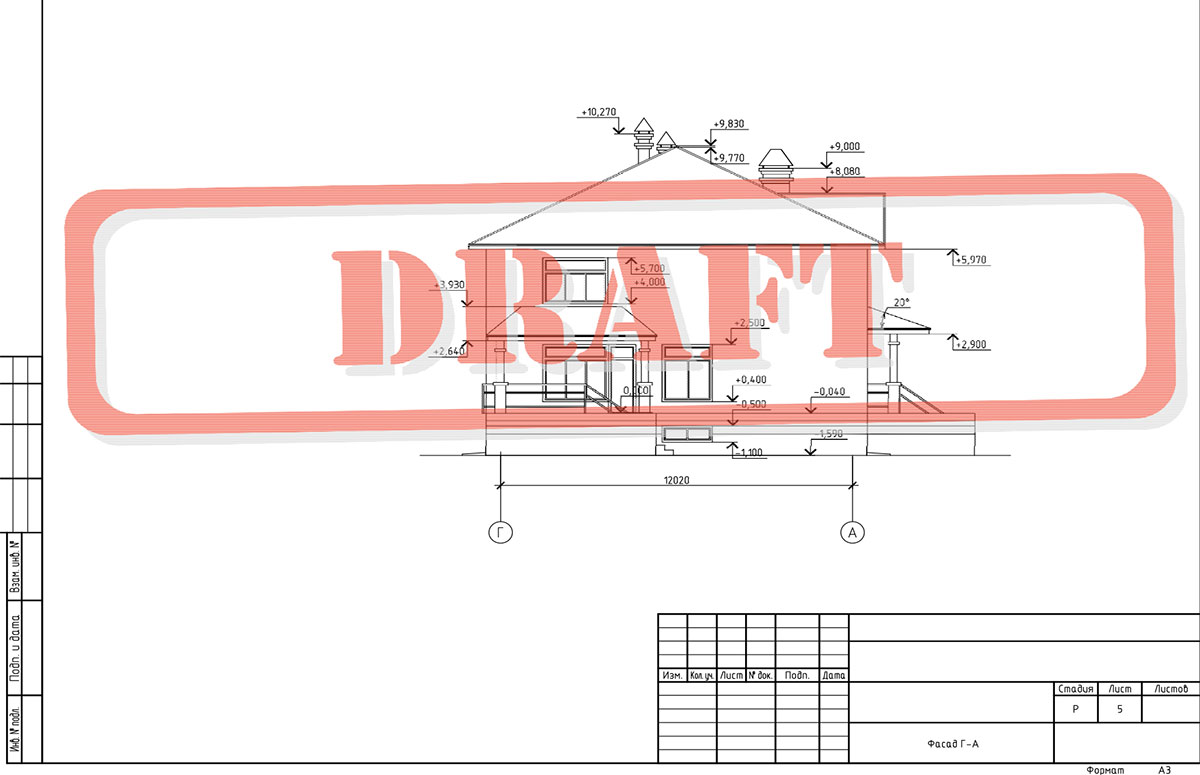 +10,270
+9,830
+9,770
+9,000
+8,080
+5,970
+5,700
+4,000
+3,930
20°
+2,500
+2,900
+2.640
+0,400
0,000
-0,040
-0,500
-1,590
-1,100
DRAFT
12020
Г
А
Взам. инв. №
Подп. и дата
Инв. № подл.
Изм. Кол.уч. Лист № док. Подп. Дата
Стадия Лист Листов
Р 5
Фасад Г-А
Формат А3